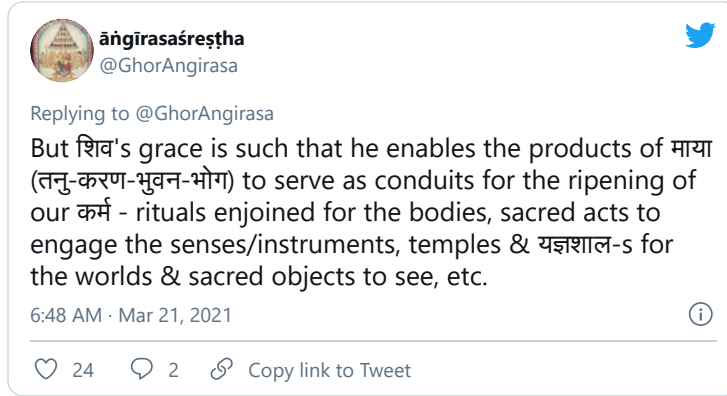 āṅgīrasaśreṣṭha
@GhorAngirasa
Replying to @GhorAngirasa
But शिव's grace is such that he enables the products of माया
(तनु-करण-भुवन-भोग) to serve as conduits for the ripening of
our कर्म - rituals enjoined for the bodies, sacred acts to
engage the senses/instruments, temples & यज्ञशाल-s for
the worlds & sacred objects to see, etc.
6:48 AM · Mar 21, 2021
24 2 Copy link to Tweet